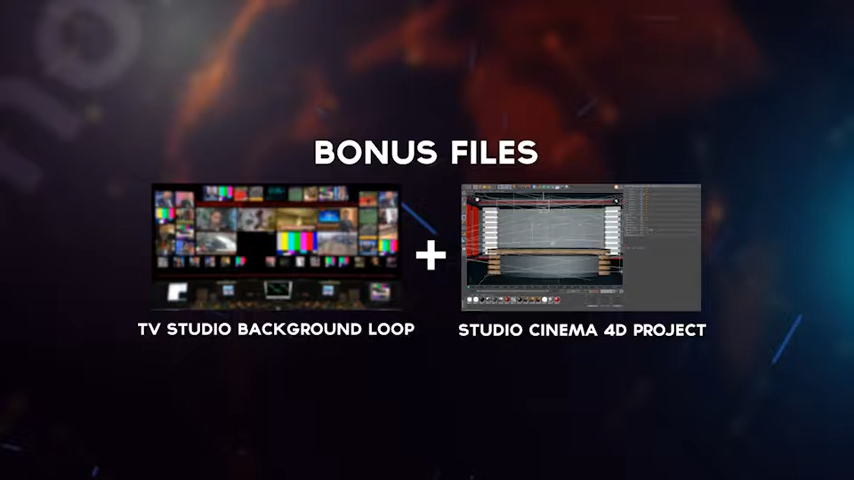 BONUS FILES
+
TV STUDIO BACKGROUND LOOP
STUDIO CINEMA 4D PROJECT